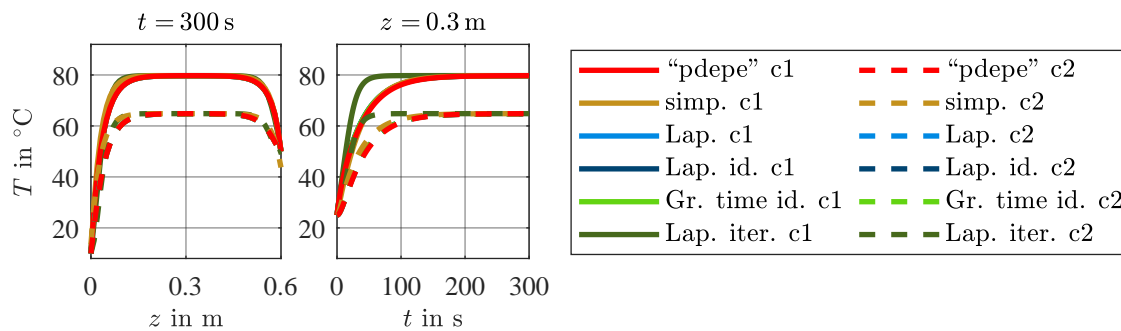 t = 300 s
z = 0.3 m
80
60
40
20
T in °C
0
0.3
0.6
z in m
80
60
40
20
0
100
200
300
t in s
“pdepe” c1
“pdepe” c2
simp. c1
simp. c2
Lap. c1
Lap. c2
Lap. id. c1
Lap. id. c2
Gr. time id. c1
Gr. time id. c2
Lap. iter. c1
Lap. iter. c2